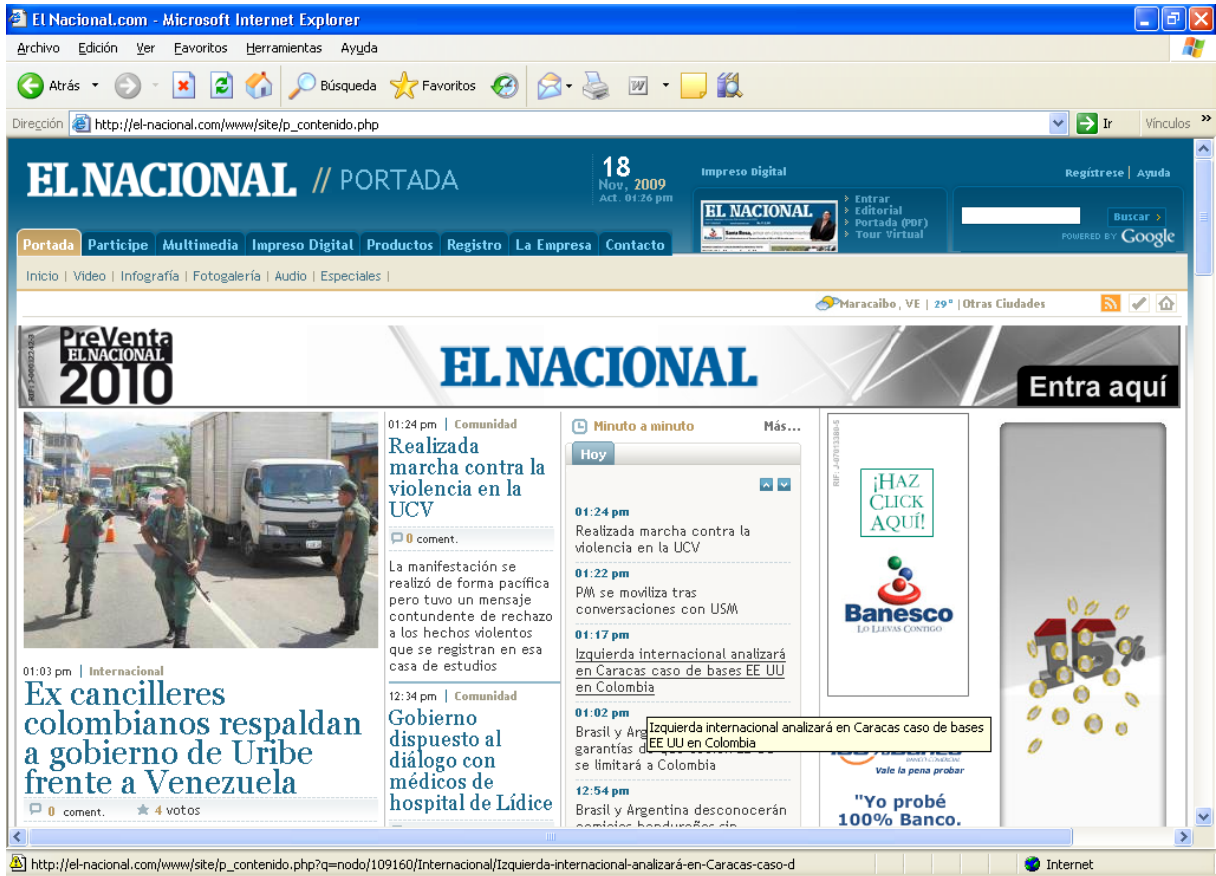 El Nacional.com - Microsoft Internet Explorer
Archivo Edición Ver Favoritos Herramientas Ayuda
Atrás Búsqueda Favoritos
Dirección http://el-nacional.com/www/site/p_contenido.php Ir Vínculos »
EL NACIONAL // PORTADA
18
Nov, 2009
Act. 01:26 pm
Impreso Digital
EL NACIONAL
Entrar
Editorial
Portada (PDF)
Tour Virtual
Regístrese | Ayuda
Buscar >
POWERED BY Google
Portada Participe Multimedia Impreso Digital Productos Registro La Empresa Contacto
Inicio | Video | Infografía | Fotogalería | Audio | Especiales |
Maracaibo, VE | 29° |Otras Ciudades
PreVenta
EL NACIONAL
2010
EL NACIONAL
Entra aquí
01:03 pm | Internacional
Ex cancilleres
colombianos respaldan
a gobierno de Uribe
frente a Venezuela
0 coment. 4 votos
01:24 pm | Comunidad
Realizada
marcha contra la
violencia en la
UCV
0 coment.
La manifestación se
realizó de forma pacífica
pero tuvo un mensaje
contundente de rechazo
a los hechos violentos
que se registran en esa
casa de estudios
12:34 pm | Comunidad
Gobierno
dispuesto al
diálogo con
médicos de
hospital de Lídice
Minuto a minuto Más...
Hoy
01:24 pm
Realizada marcha contra la
violencia en la UCV
01:22 pm
PM se moviliza tras
conversaciones con USM
01:17 pm
Izquierda internacional analizará
en Caracas caso de bases EE UU
en Colombia
01:02 pm
Brasil y
garantías
se limitará a Colombia
Izquierda internacional analizará en Caracas caso de bases
EE UU en Colombia
12:54 pm
Brasil y Argentina desconocerán
¡HAZ
CLICK
AQUÍ!
Banesco
LO LLEVAS CONTIGO
Vale la pena probar
"Yo probé
100% Banco.
15%
http://el-nacional.com/www/site/p_contenido.php?q=nodo/109160/Internacional/Izquierda-internacional-analizará-en-Caracas-caso-d
Internet